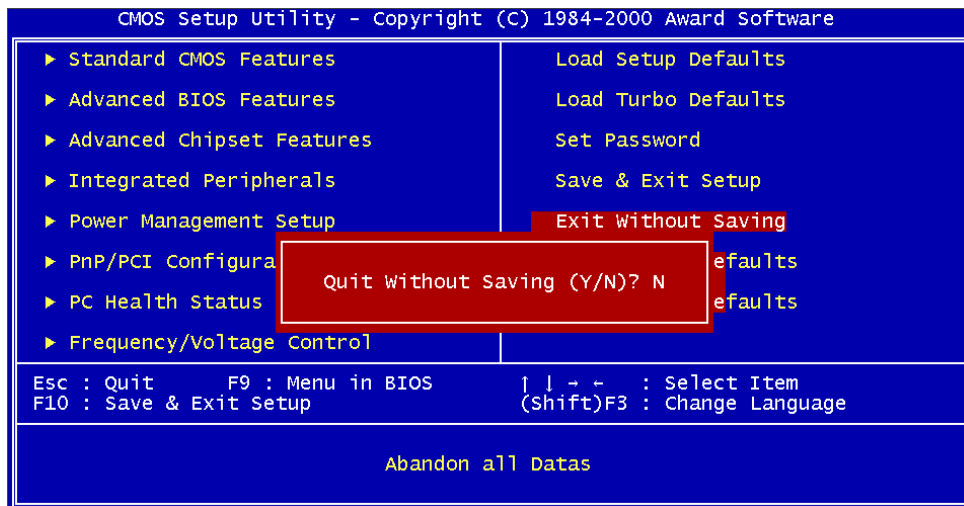 CMOS Setup Utility - Copyright (C) 1984-2000 Award Software
▶ Standard CMOS Features
▶ Advanced BIOS Features
▶ Advanced Chipset Features
▶ Integrated Peripherals
▶ Power Management Setup
▶ PnP/PCI Configura
▶ PC Health Status
▶ Frequency/Voltage Control
Load Setup Defaults
Load Turbo Defaults
Set Password
Save & Exit Setup
Exit Without Saving
efaults
efaults
Quit Without Saving (Y/N)? N
Esc : Quit F9 : Menu in BIOS ↑ ↓ → ← : Select Item
F10 : Save & Exit Setup (Shift)F3 : Change Language
Abandon all Datas